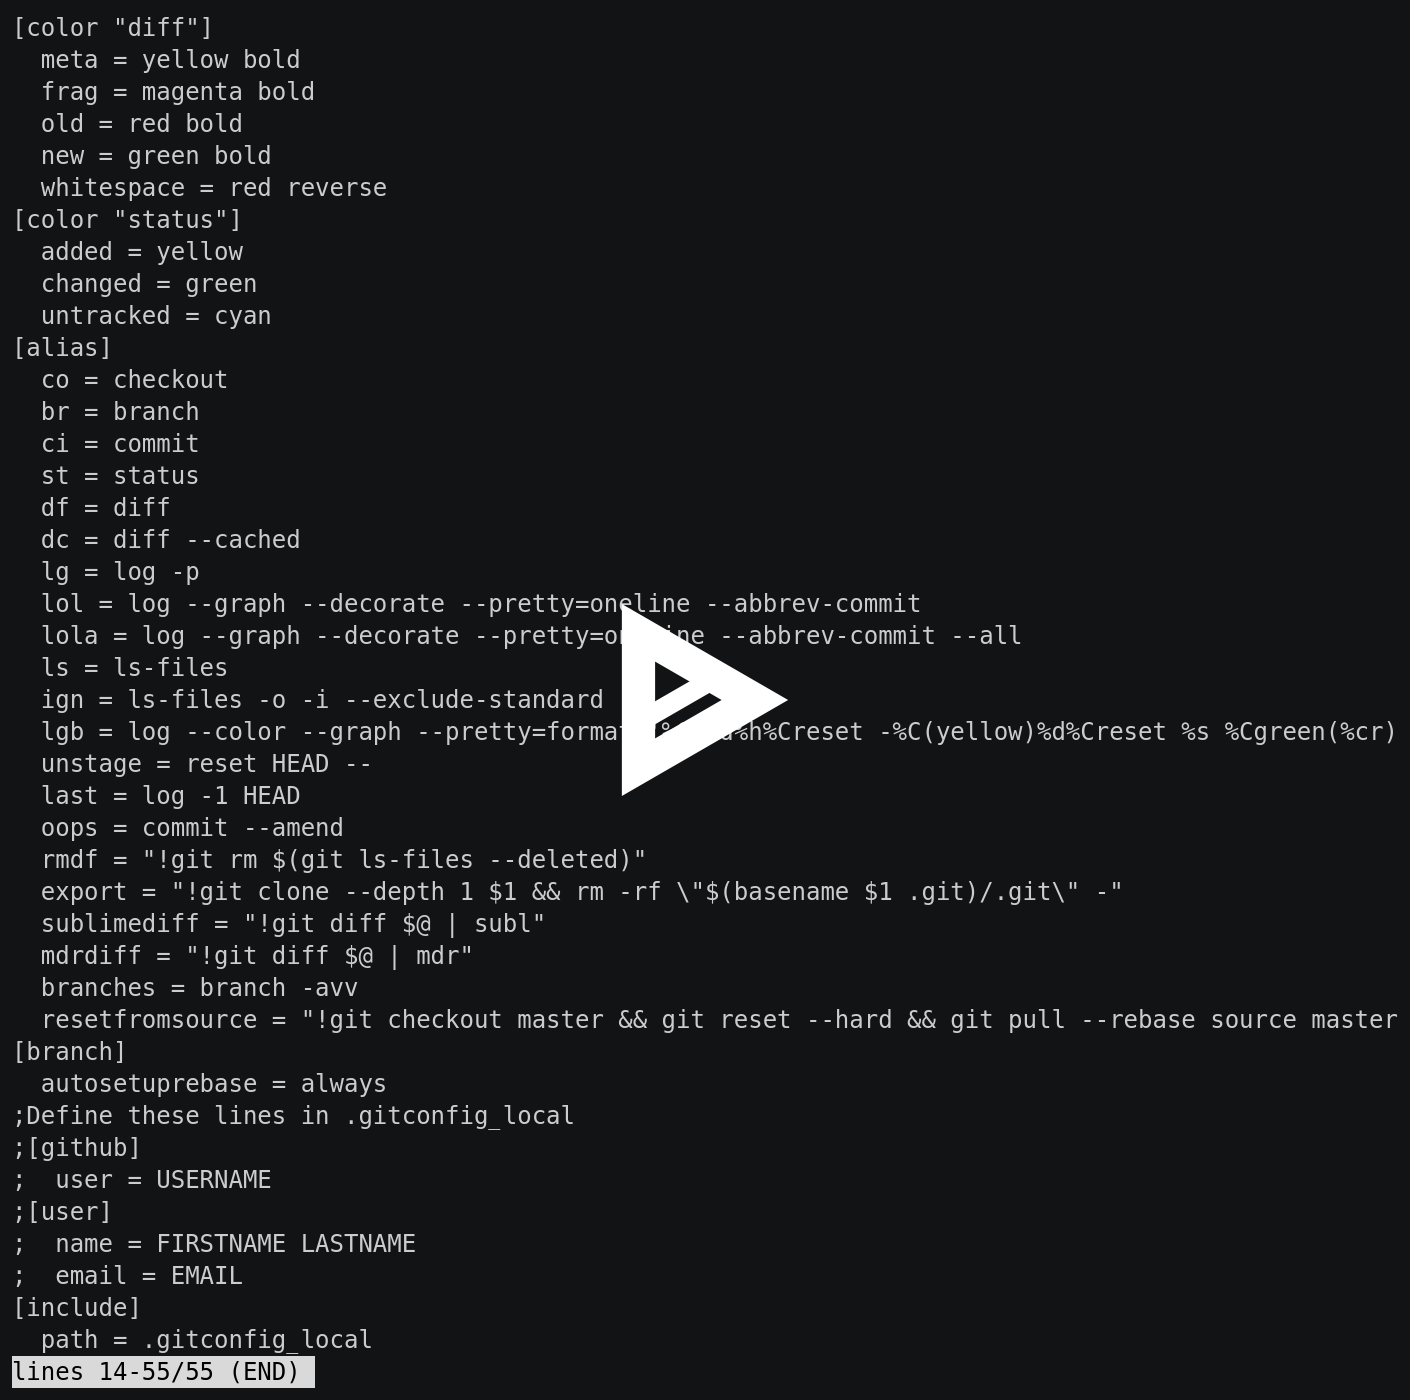 [color "diff"]
  meta = yellow bold
  frag = magenta bold
  old = red bold
  new = green bold
  whitespace = red reverse
[color "status"]
  added = yellow
  changed = green
  untracked = cyan
[alias]
  co = checkout
  br = branch
  ci = commit
  st = status
  df = diff
  dc = diff --cached
  lg = log -p
  lol = log --graph --decorate --pretty=oneline --abbrev-commit
  lola = log --graph --decorate --pretty=oneline --abbrev-commit --all
  ls = ls-files
  ign = ls-files -o -i --exclude-standard
  lgb = log --color --graph -%C(yellow)%d%Creset %s %Cgreen(%cr)
  unstage = reset HEAD --
  last = log -1 HEAD
  oops = commit --amend
  rmdf = "!git rm $(git ls-files --deleted)"
  export = "!git clone --depth 1 $1 && rm -rf \"$(basename $1 .git)/.git\" -"
  sublimediff = "!git diff $@ | subl"
  mdrdiff = "!git diff $@ | mdr"
  branches = branch -avv
  resetfromsource = "!git checkout master && git reset --hard && git pull --rebase source master
[branch]
  autosetuprebase = always
;Define these lines in .gitconfig_local
;[github]
;  user = USERNAME
;[user]
;  name = FIRSTNAME LASTNAME
;  email = EMAIL
[include]
  path = .gitconfig_local
lines 14-55/55 (END)